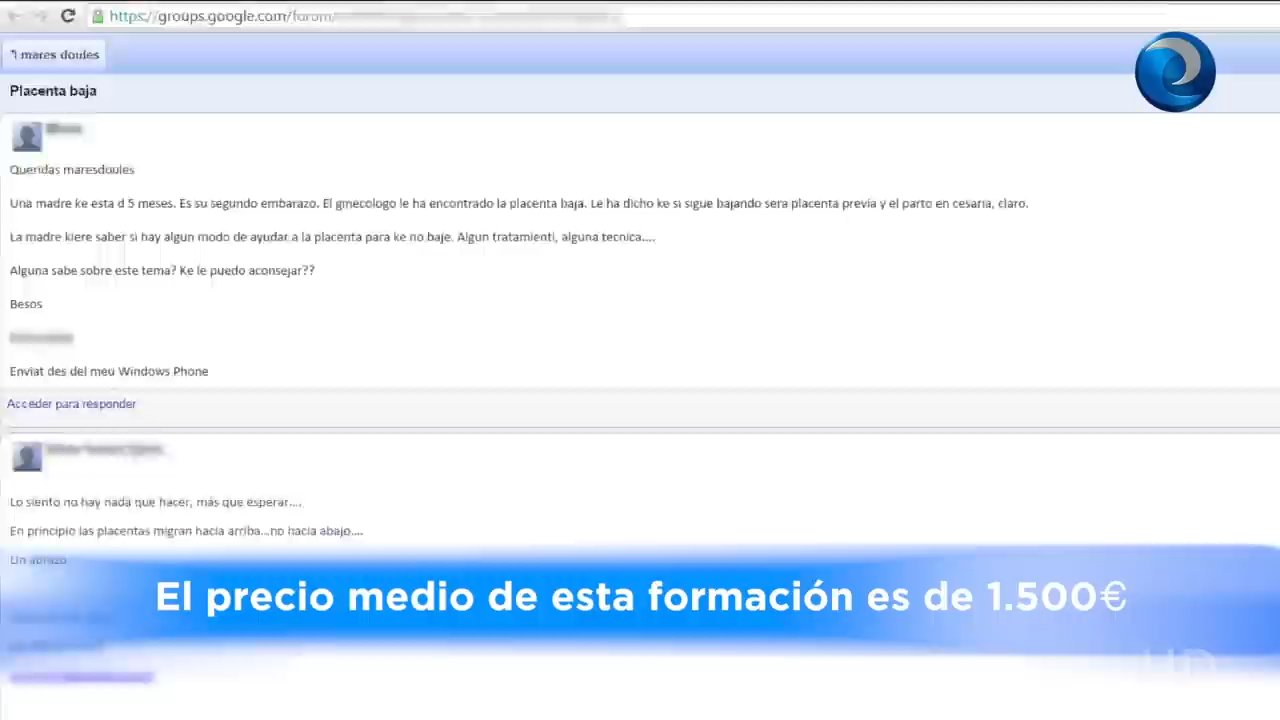 https://groups.google.com/forum/
mares doules
Placenta baja
Queridas maresdoules
Una madre ke esta d 5 meses. Es su segundo embarazo. El ginecologo le ha encontrado la placenta baja. Le ha dicho ke si sigue bajando sera placenta previa y el parto en cesaria, claro.
La madre kiere saber si hay algun modo de ayudar a la placenta para ke no baje. Algun tratamienti, alguna tecnica....
Alguna sabe sobre este tema? Ke le puedo aconsejar??
Besos
Enviat des del meu Windows Phone
Acceder para responder
Lo siento no hay nada que hacer, más que esperar....
En principio las placentas migran hacia arriba...no hacia abajo....
Un abrazo
El precio medio de esta formación es de 1.500€
HD